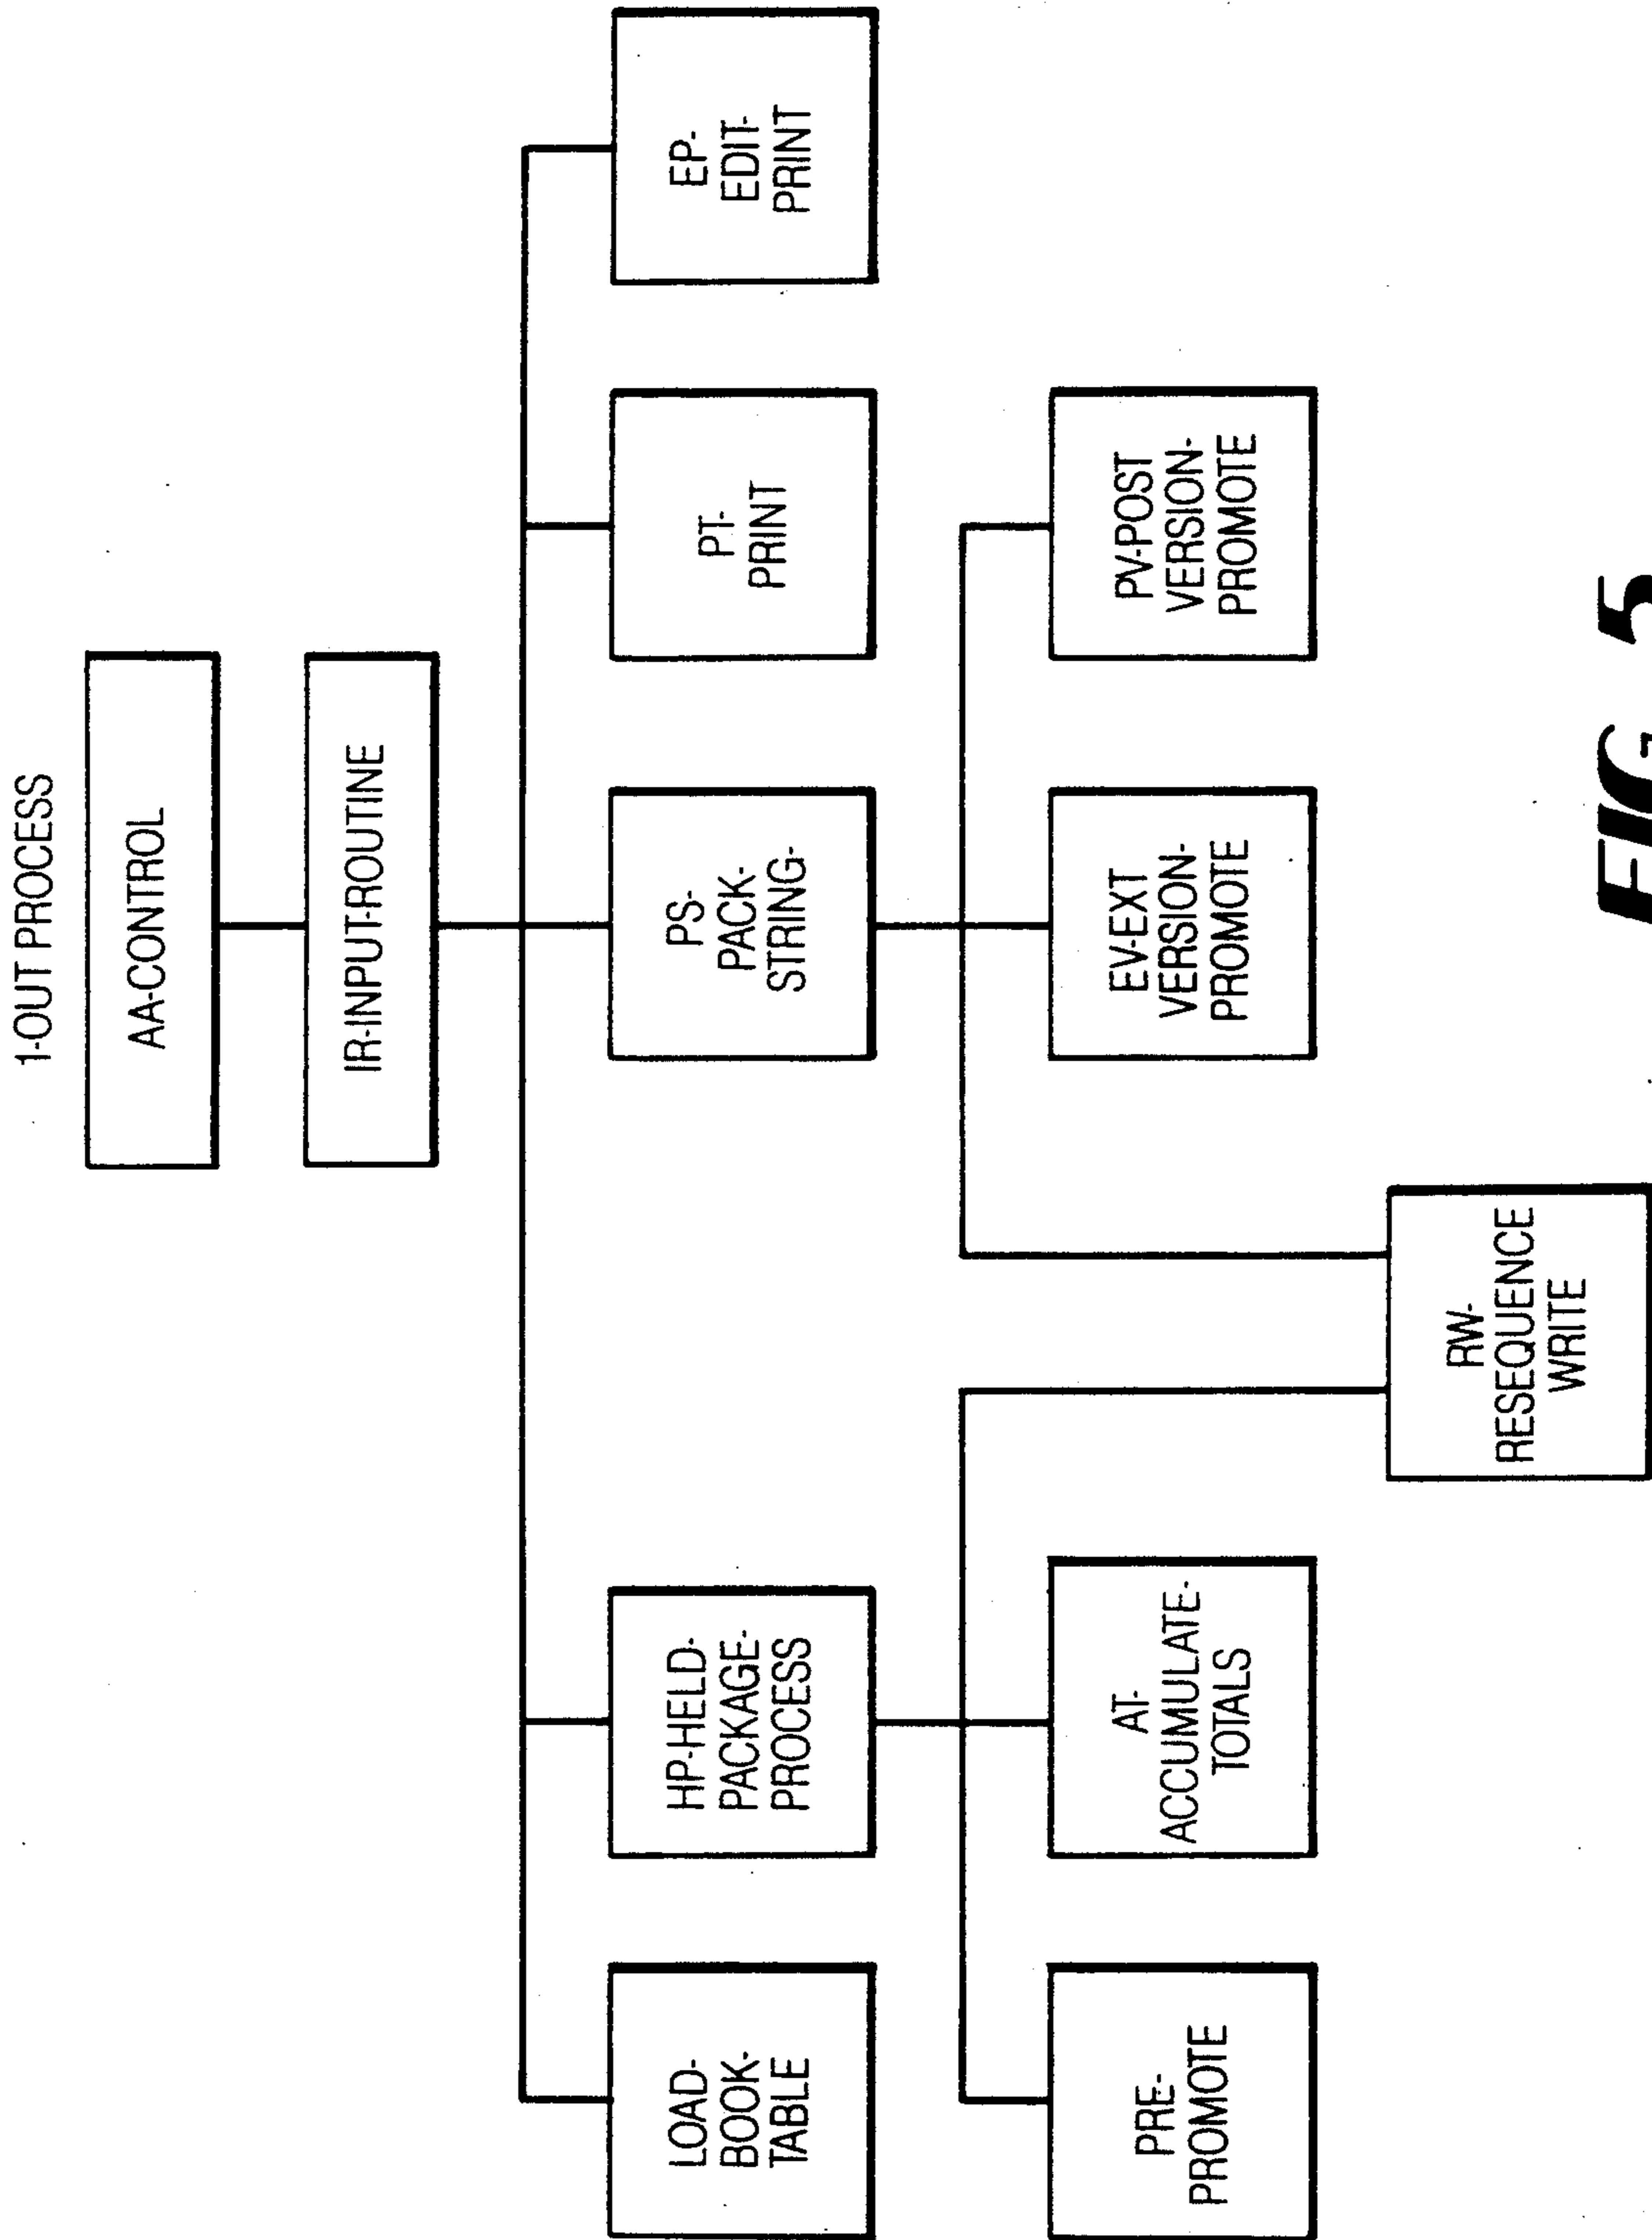 1-OUT PROCESS
AA-CONTROL
IR-INPUT-ROUTINE
LOAD-
BOOK-
TABLE
HP-HELD-
PACKAGE-
PROCESS
PS-
PACK-
STRING-
PT-
PRINT
EP-
EDIT-
PRINT
PRE-
PROMOTE
AT-
ACCUMULATE-
TOTALS
EV-EXT
VERSION-
PROMOTE
PV-POST
VERSION-
PROMOTE
RW-
RESEQUENCE
WRITE
FIG. 5